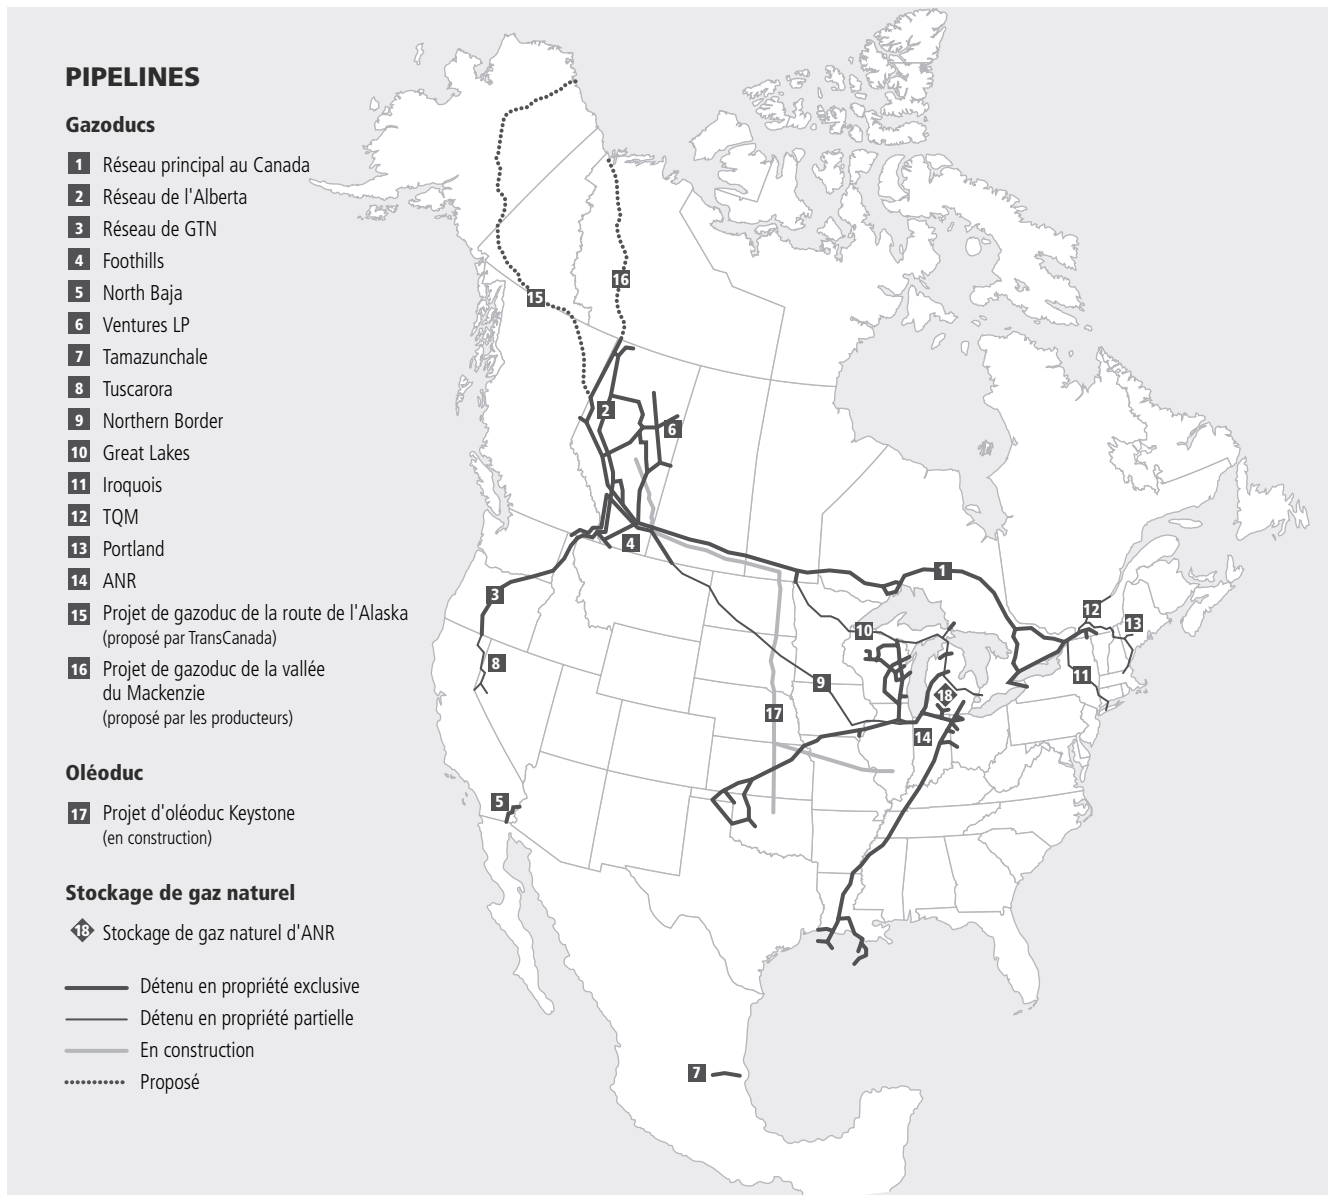 PIPELINES
Gazoducs
1 Réseau principal au Canada
2 Réseau de l'Alberta
3 Réseau de GTN
4 Foothills
5 North Baja
6 Ventures LP
7 Tamazunchale
8 Tuscarora
9 Northern Border
10 Great Lakes
11 Iroquois
12 TQM
13 Portland
14 ANR
15 Projet de gazoduc de la route de l'Alaska
(proposé par TransCanada)
16 Projet de gazoduc de la vallée
du Mackenzie
(proposé par les producteurs)
Oléoduc
17 Projet d'oléoduc Keystone
(en construction)
Stockage de gaz naturel
18 Stockage de gaz naturel d'ANR
Détenu en propriété exclusive
Détenu en propriété partielle
En construction
Proposé
16
15
2
6
4
1
3
12
13
10
8
11
9
18
17
14
5
7